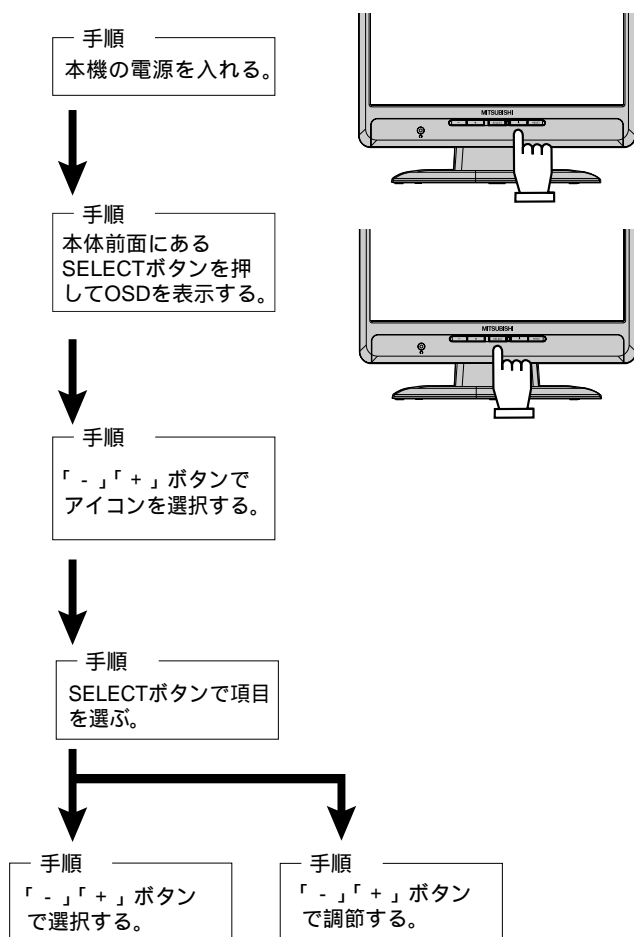 手順
本機の電源を入れる。
MITSUBISHI
手順
本体前面にある
SELECTボタンを押
してOSDを表示する。
MITSUBISHI
手順
「 - 」「 + 」ボタンで
アイコンを選択する。
手順
SELECTボタンで項目
を選ぶ。
手順
「 - 」「 + 」ボタン
で選択する。
手順
「 - 」「 + 」ボタン
で調節する。